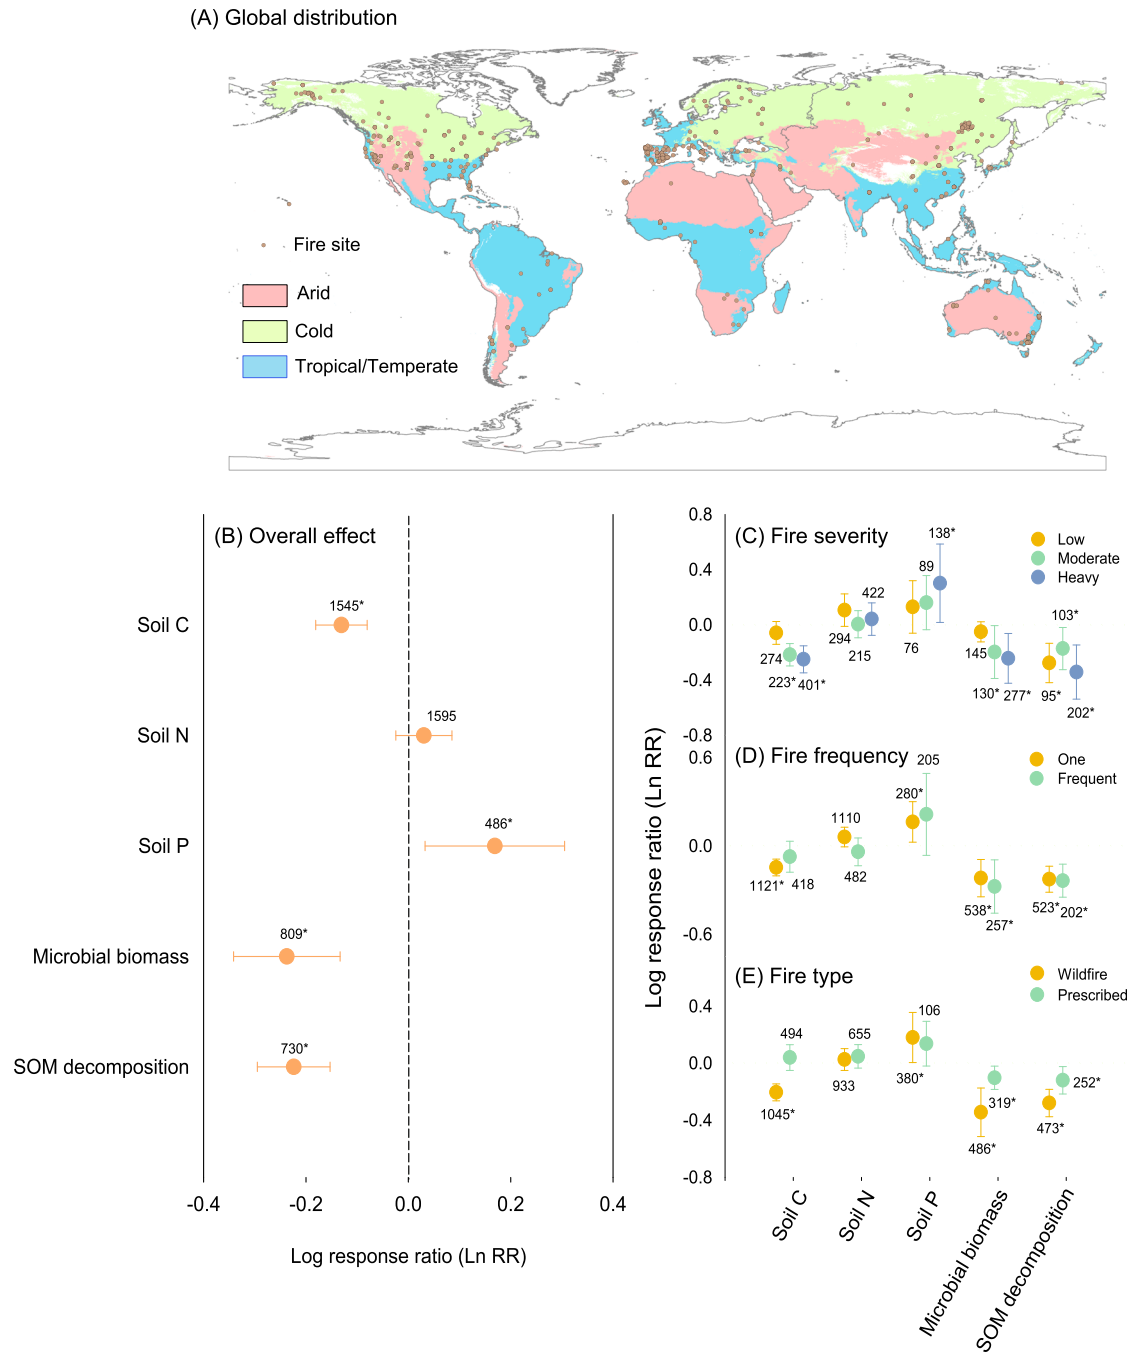 (A) Global distribution
Fire site
Arid
Cold
Tropical/Temperate
(B) Overall effect
Soil C
1545*
Soil N
1595
Soil P
486*
Microbial biomass
809*
SOM decomposition
730*
-0.4 -0.2 0.0 0.2 0.4
Log response ratio (Ln RR)
Log response ratio (Ln RR)
(C) Fire severity
Low
Moderate
Heavy
0.8
0.4
0.0
-0.4
-0.8
274 223* 401*
294 215 422
76 89 138*
145 130* 277*
95* 103* 202*
(D) Fire frequency
One
Frequent
0.6
0.0
-0.6
1121* 418
1110 482
280* 205
538* 257*
523* 202*
(E) Fire type
Wildfire
Prescribed
0.4
0.0
-0.4
-0.8
1045* 494
933 655
380* 106
486* 319*
473* 252*
Soil C
Soil N
Soil P
Microbial biomass
SOM decomposition